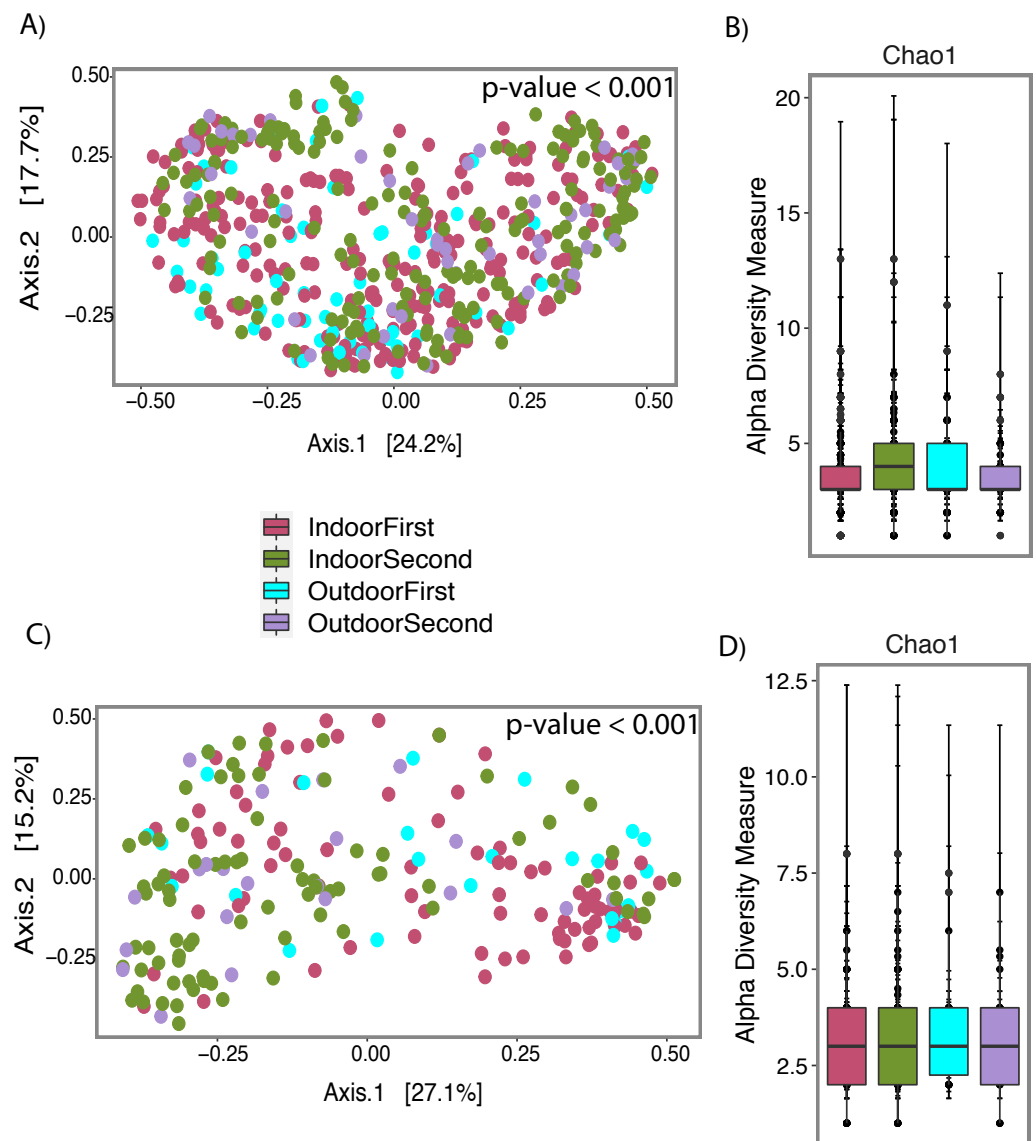 A)
p-value < 0.001
Axis.2 [17.7%]
0.50
0.25
0.00
−0.25
−0.50 −0.25 0.00 0.25 0.50
Axis.1 [24.2%]
B)
Chao1
Alpha Diversity Measure
20
15
10
5
IndoorFirst
IndoorSecond
OutdoorFirst
OutdoorSecond
C)
p-value < 0.001
Axis.2 [15.2%]
0.50
0.25
0.00
−0.25
−0.25 0.00 0.25 0.50
Axis.1 [27.1%]
D)
Chao1
Alpha Diversity Measure
12.5
10.0
7.5
5.0
2.5